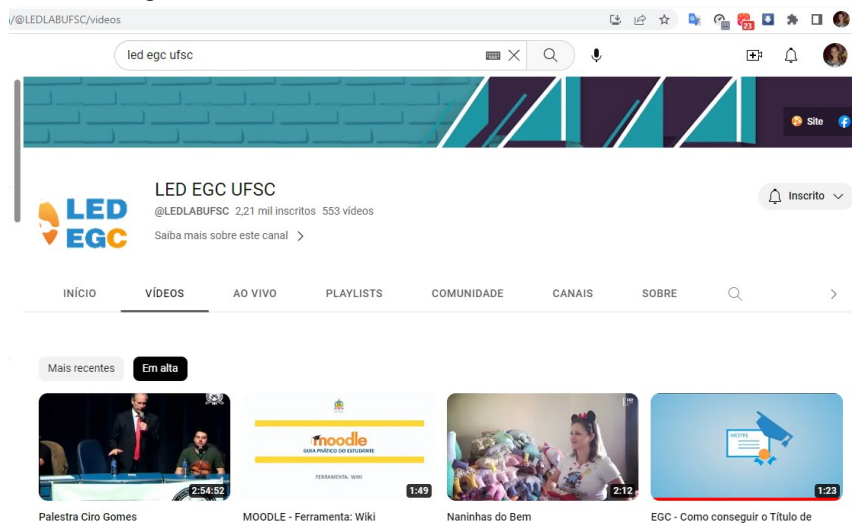 /@LEDLABUFSC/videos
23
led egc ufsc
Site
LED
EGC
LED EGC UFSC
@LEDLABUFSC 2,21 mil inscritos 553 vídeos
Saiba mais sobre este canal >
Inscrito
INÍCIO VÍDEOS AO VIVO PLAYLISTS COMUNIDADE CANAIS SOBRE
Mais recentes Em alta
2:54:52
moodle
GUIA PRÁTICO DO ESTUDANTE
FERRAMENTA: WIKI
1:49
2:12
MESTRE
1:23
Palestra Ciro Gomes
MOODLE - Ferramenta: Wiki
Naninhas do Bem
EGC - Como conseguir o Título de